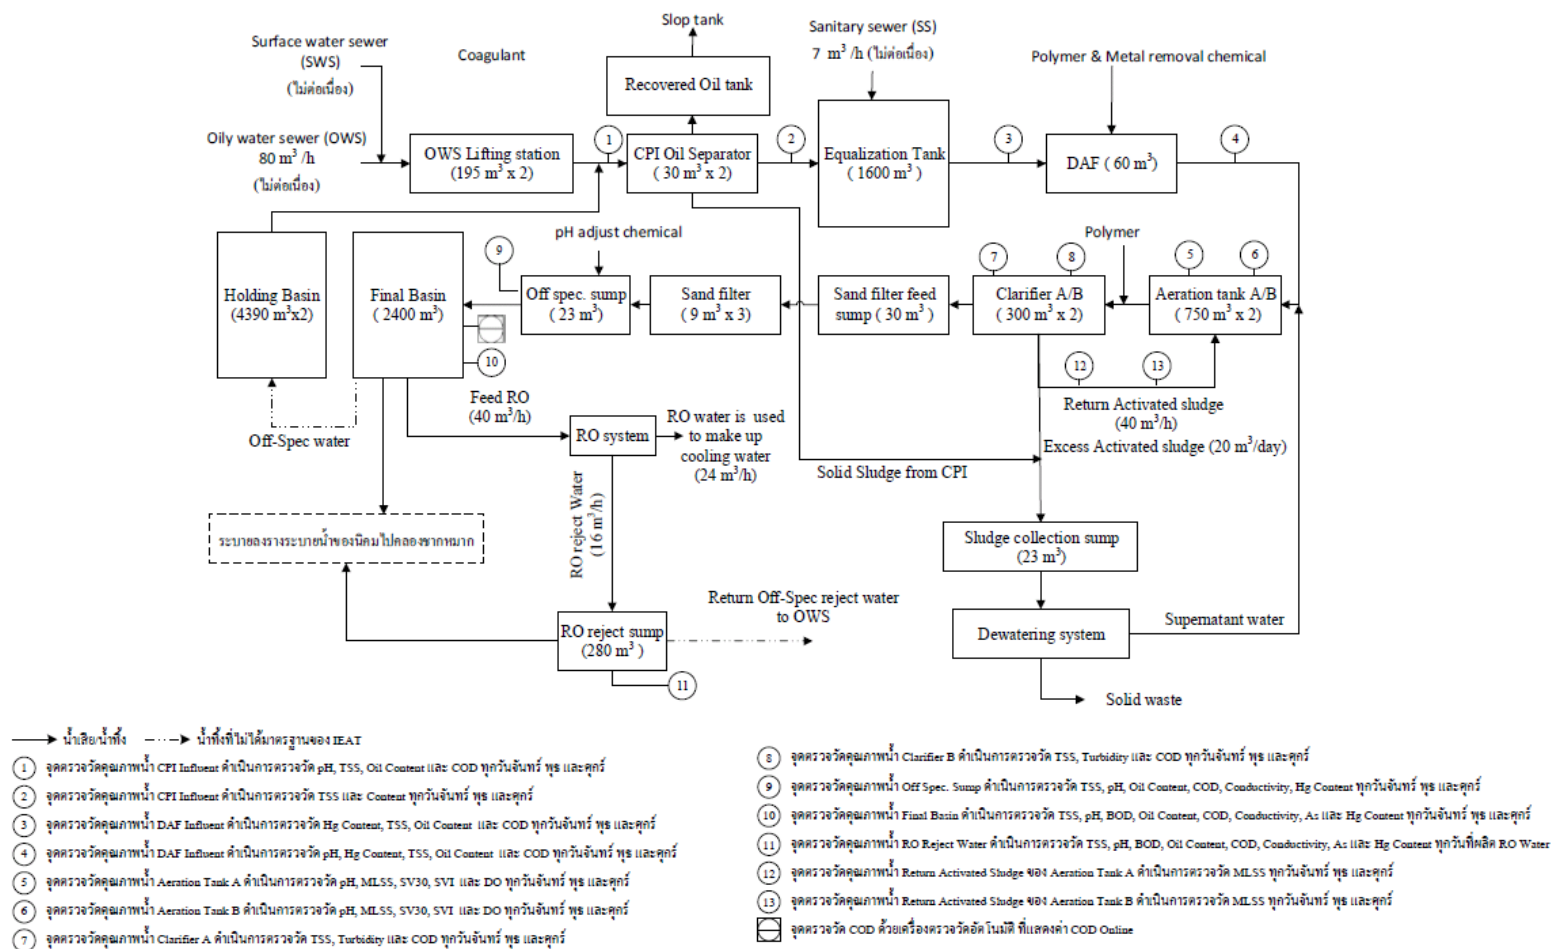 Slop tank
Surface water sewer
(SWS)
(ไม่ต่อเนื่อง)
Coagulant
Sanitary sewer (SS)
7 m³ /h (ไม่ต่อเนื่อง)
Polymer & Metal removal chemical
Recovered Oil tank
Oily water sewer (OWS)
80 m³ /h
(ไม่ต่อเนื่อง)
OWS Lifting station
(195 m³ x 2)
1
CPI Oil Separator
( 30 m³ x 2)
2
Equalization Tank
( 1600 m³ )
3
DAF ( 60 m³)
4
Holding Basin
(4390 m³x2)
Final Basin
( 2400 m³)
9
pH adjust chemical
Off spec. sump
( 23 m³)
Sand filter
( 9 m³ x 3)
Sand filter feed
sump ( 30 m³ )
7
8
Clarifier A/B
( 300 m³ x 2)
Polymer
5
6
Aeration tank A/B
( 750 m³ x 2)
10
12
13
Return Activated sludge
(40 m³/h)
Excess Activated sludge (20 m³/day)
Off-Spec water
Feed RO
(40 m³/h)
RO system
RO water is used
to make up
cooling water
(24 m³/h)
Solid Sludge from CPI
RO reject Water
(16 m³/h)
ระบายลงรางระบายน้ำของนิคมไปคลองชากหมาก
Sludge collection sump
(23 m³)
Return Off-Spec reject water
to OWS
RO reject sump
(280 m³ )
11
Dewatering system
Supernatant water
Solid waste
น้ำเสีย/น้ำทิ้ง
น้ำทิ้งที่ไม่ได้มาตรฐานของ IEAT
1 จุดตรวจวัดคุณภาพน้ำ CPI Influent ดำเนินการตรวจวัด pH, TSS, Oil Content และ COD ทุกวันจันทร์ พุธ และศุกร์
2 จุดตรวจวัดคุณภาพน้ำ CPI Influent ดำเนินการตรวจวัด TSS และ Content ทุกวันจันทร์ พุธ และศุกร์
3 จุดตรวจวัดคุณภาพน้ำ DAF Influent ดำเนินการตรวจวัด Hg Content, TSS, Oil Content และ COD ทุกวันจันทร์ พุธ และศุกร์
4 จุดตรวจวัดคุณภาพน้ำ DAF Influent ดำเนินการตรวจวัด pH, Hg Content, TSS, Oil Content และ COD ทุกวันจันทร์ พุธ และศุกร์
5 จุดตรวจวัดคุณภาพน้ำ Aeration Tank A ดำเนินการตรวจวัด pH, MLSS, SV30, SVI และ DO ทุกวันจันทร์ พุธ และศุกร์
6 จุดตรวจวัดคุณภาพน้ำ Aeration Tank B ดำเนินการตรวจวัด pH, MLSS, SV30, SVI และ DO ทุกวันจันทร์ พุธ และศุกร์
7 จุดตรวจวัดคุณภาพน้ำ Clarifier A ดำเนินการตรวจวัด TSS, Turbidity และ COD ทุกวันจันทร์ พุธ และศุกร์
8 จุดตรวจวัดคุณภาพน้ำ Clarifier B ดำเนินการตรวจวัด TSS, Turbidity และ COD ทุกวันจันทร์ พุธ และศุกร์
9 จุดตรวจวัดคุณภาพน้ำ Off Spec. Sump ดำเนินการตรวจวัด TSS, pH, Oil Content, COD, Conductivity, Hg Content ทุกวันจันทร์ พุธ และศุกร์
10 จุดตรวจวัดคุณภาพน้ำ Final Basin ดำเนินการตรวจวัด TSS, pH, BOD, Oil Content, COD, Conductivity, As และ Hg Content ทุกวันจันทร์ พุธ และศุกร์
11 จุดตรวจวัดคุณภาพน้ำ RO Reject Water ดำเนินการตรวจวัด TSS, pH, BOD, Oil Content, COD, Conductivity, As และ Hg Content ทุกวันที่ผลิต RO Water
12 จุดตรวจวัดคุณภาพน้ำ Return Activated Sludge ของ Aeration Tank A ดำเนินการตรวจวัด MLSS ทุกวันจันทร์ พุธ และศุกร์
13 จุดตรวจวัดคุณภาพน้ำ Return Activated Sludge ของ Aeration Tank B ดำเนินการตรวจวัด MLSS ทุกวันจันทร์ พุธ และศุกร์
จุดตรวจวัด COD ด้วยเครื่องตรวจวัดอัตโนมัติ ที่แสดงค่า COD Online